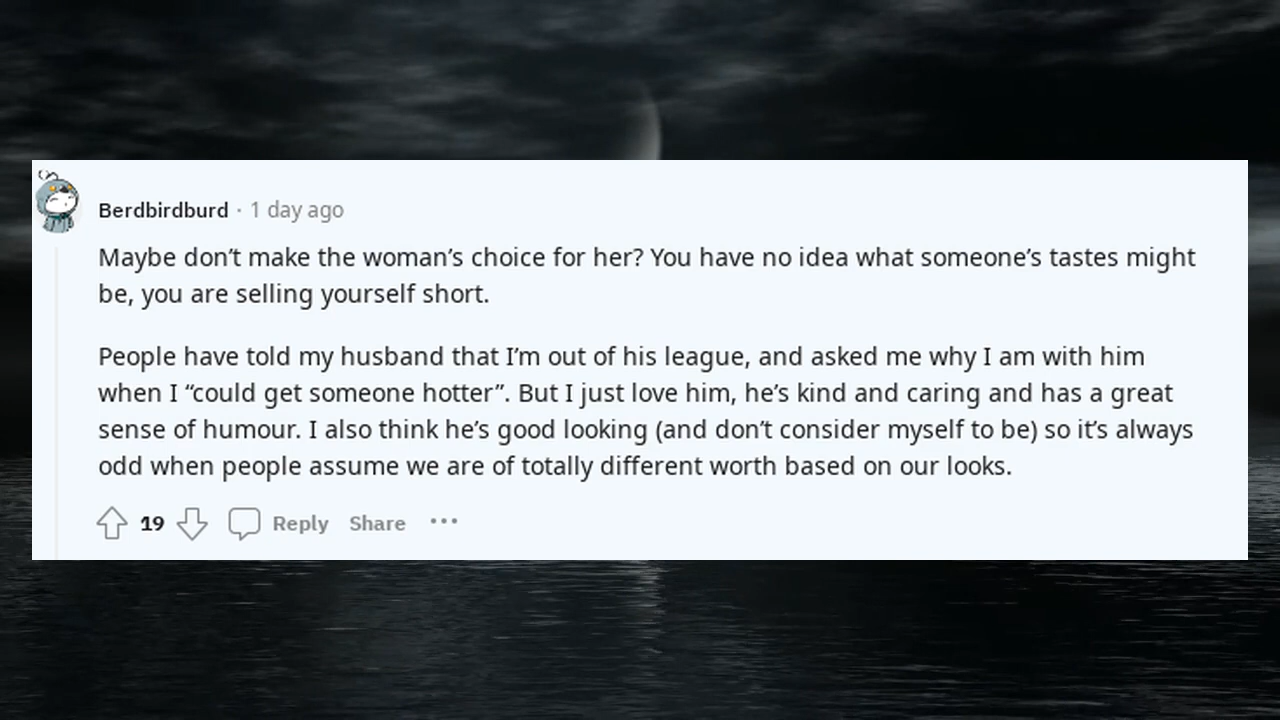 Berdbirdburd · 1 day ago
Maybe don’t make the woman’s choice for her? You have no idea what someone’s tastes might
be, you are selling yourself short.
People have told my husband that I’m out of his league, and asked me why I am with him
when I “could get someone hotter”. But I just love him, he’s kind and caring and has a great
sense of humour. I also think he’s good looking (and don’t consider myself to be) so it’s always
odd when people assume we are of totally different worth based on our looks.
19 Reply Share ···